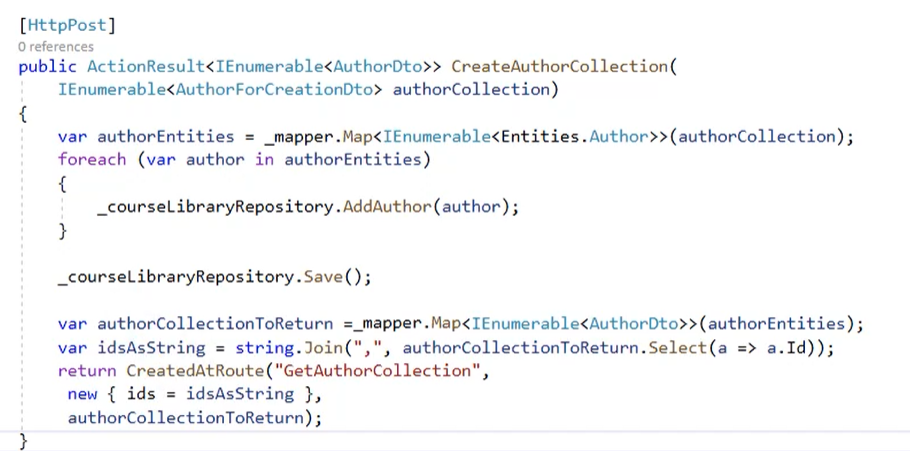 [HttpPost]
0 references
public ActionResult<IEnumerable<AuthorDto>> CreateAuthorCollection(
IEnumerable<AuthorForCreationDto> authorCollection)
{
var authorEntities = _mapper.Map<IEnumerable<Entities.Author>>(authorCollection);
foreach (var author in authorEntities)
{
_courseLibraryRepository.AddAuthor(author);
}
_courseLibraryRepository.Save();
var authorCollectionToReturn =_mapper.Map<IEnumerable<AuthorDto>>(authorEntities);
var idsAsString = string.Join(",", authorCollectionToReturn.Select(a => a.Id));
return CreatedAtRoute("GetAuthorCollection",
new { ids = idsAsString },
authorCollectionToReturn);
}